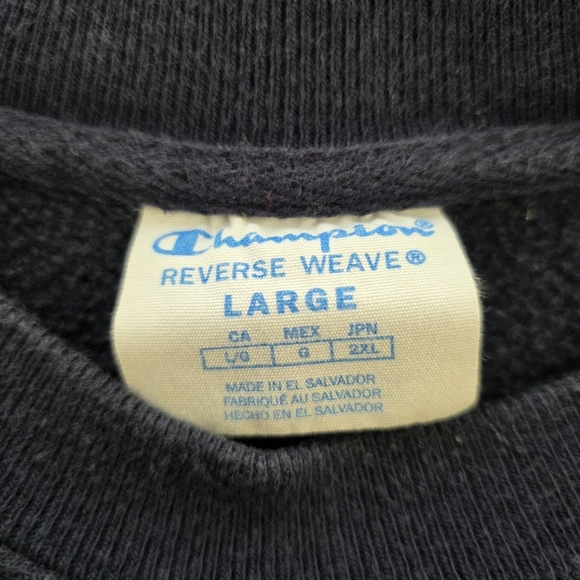 Champion®
REVERSE WEAVE®
LARGE
CA MEX JPN
L/G G 2XL
MADE IN EL SALVADOR
FABRIQUÉ AU SALVADOR
HECHO EN EL SALVADOR